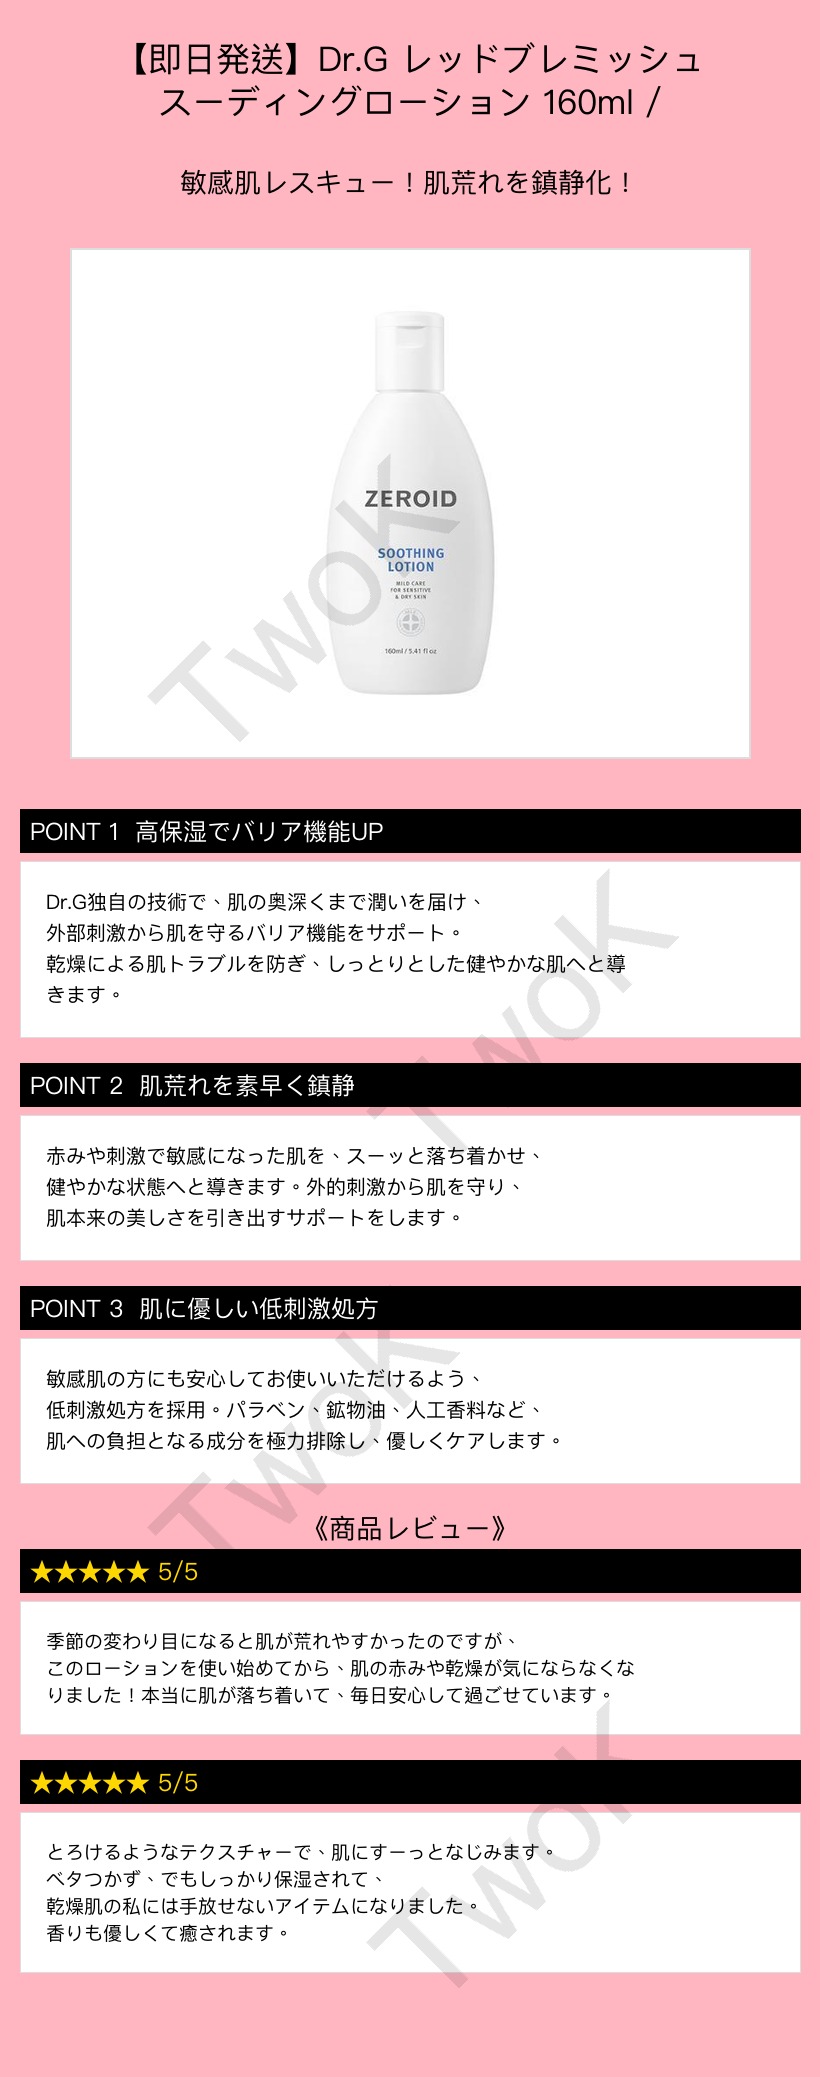 【即日発送】Dr.G レッドブレミッシュ
スーディングローション 160ml /
敏感肌レスキュー！肌荒れを鎮静化！
ZEROID
SOOTHING
LOTION
MILD CARE
FOR SENSITIVE
& DRY SKIN
160ml / 5.41 fl oz
TwoK
POINT 1 高保湿でバリア機能UP
Dr.G独自の技術で、肌の奥深くまで潤いを届け、
外部刺激から肌を守るバリア機能をサポート。
乾燥による肌トラブルを防ぎ、しっとりとした健やかな肌へと導
きます。
TwoK
POINT 2 肌荒れを素早く鎮静
赤みや刺激で敏感になった肌を、スーッと落ち着かせ、
健やかな状態へと導きます。外的刺激から肌を守り、
肌本来の美しさを引き出すサポートをします。
POINT 3 肌に優しい低刺激処方
敏感肌の方にも安心してお使いいただけるよう、
低刺激処方を採用。パラベン、鉱物油、人工香料など、
肌への負担となる成分を極力排除し、優しくケアします。
TwoK
《商品レビュー》
★★★★★ 5/5
季節の変わり目になると肌が荒れやすかったのですが、
このローションを使い始めてから、肌の赤みや乾燥が気にならなくな
りました！本当に肌が落ち着いて、毎日安心して過ごせています。
★★★★★ 5/5
とろけるようなテクスチャーで、肌にすーっとなじみます。
ベタつかず、でもしっかり保湿されて、
乾燥肌の私には手放せないアイテムになりました。
香りも優しくて癒されます。
TwoK